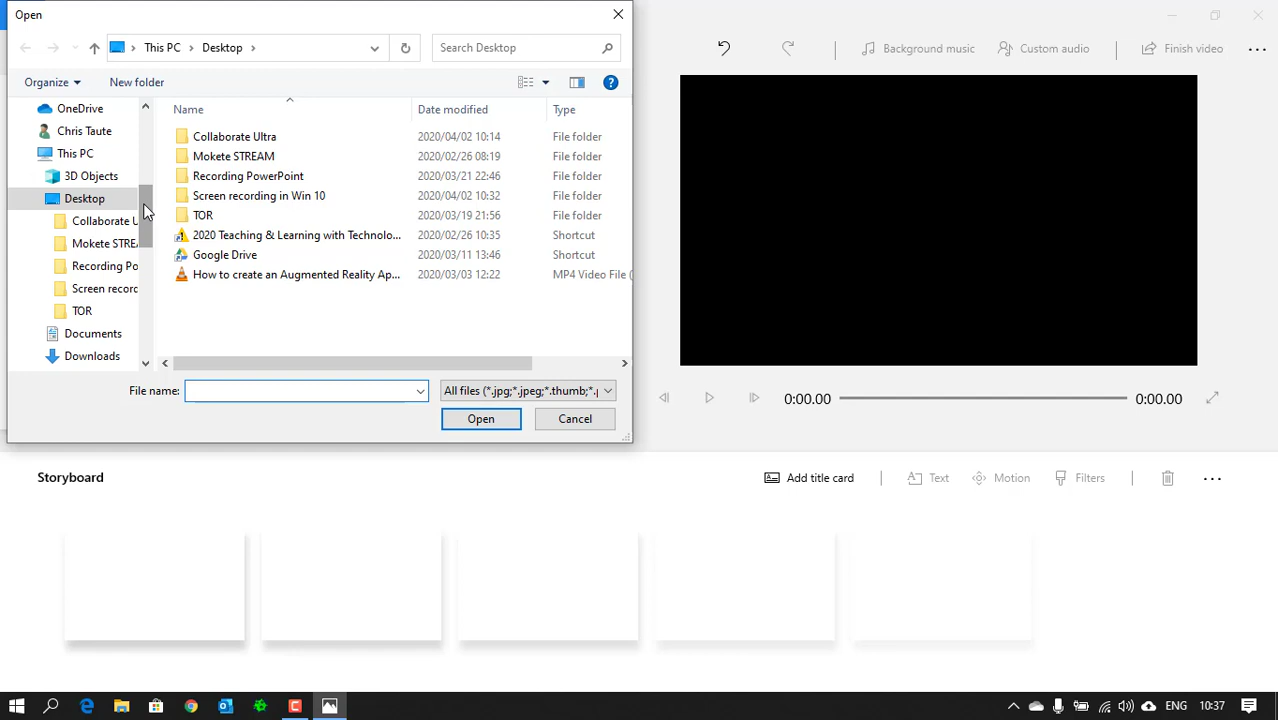 Open
This PC > Desktop >
Search Desktop
Background music
Custom audio
Finish video
Organize
New folder
Name
Date modified
Type
OneDrive
Chris Taute
This PC
3D Objects
Desktop
Collaborate U
Mokete STREA
Recording Po
Screen recorc
TOR
Documents
Downloads
Collaborate Ultra 2020/04/02 10:14 File folder
Mokete STREAM 2020/02/26 08:19 File folder
Recording PowerPoint 2020/03/21 22:46 File folder
Screen recording in Win 10 2020/04/02 10:32 File folder
TOR 2020/03/19 21:56 File folder
2020 Teaching & Learning with Technolo... 2020/02/26 10:35 Shortcut
Google Drive 2020/03/11 13:46 Shortcut
How to create an Augmented Reality Ap... 2020/03/03 12:22 MP4 Video File (
File name:
All files (*.jpg;*.jpeg;*.thumb;*.p
Open
Cancel
0:00.00
0:00.00
Storyboard
Add title card
Text
Motion
Filters
ENG
10:37